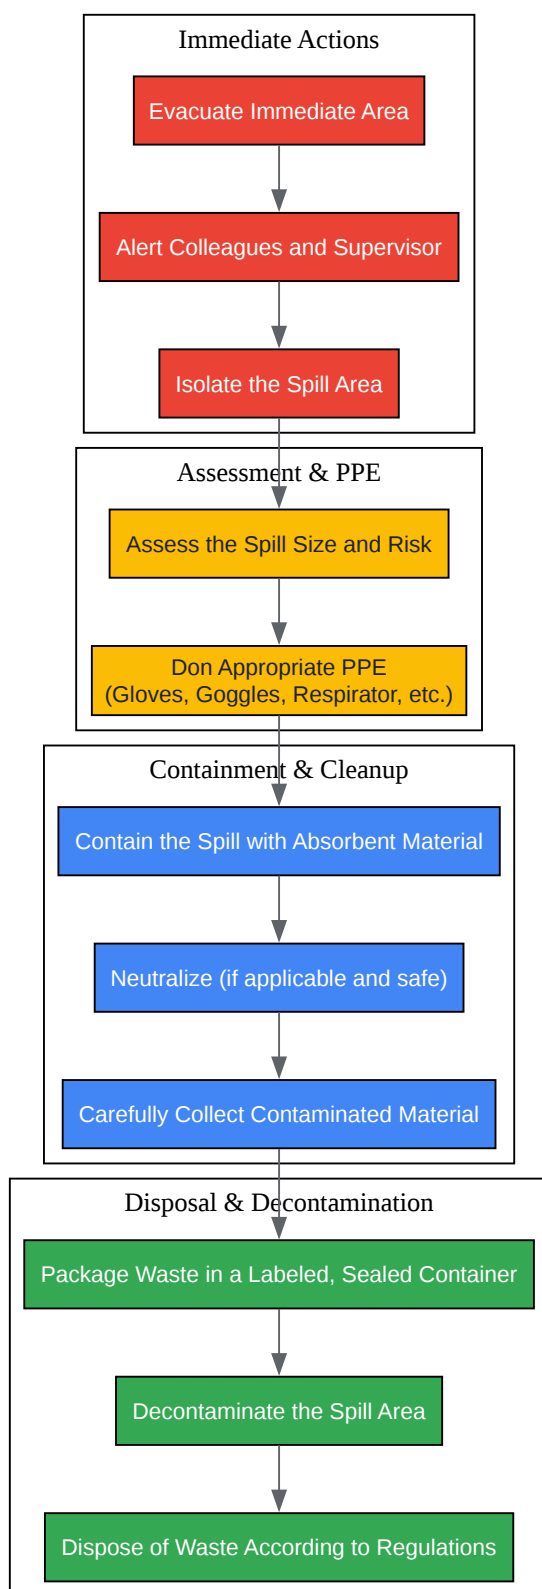 Immediate Actions
Evacuate Immediate Area
Alert Colleagues and Supervisor
Isolate the Spill Area
Assessment & PPE
Assess the Spill Size and Risk
Don Appropriate PPE
(Gloves, Goggles, Respirator, etc.)
Containment & Cleanup
Contain the Spill with Absorbent Material
Neutralize (if applicable and safe)
Carefully Collect Contaminated Material
Disposal & Decontamination
Package Waste in a Labeled, Sealed Container
Decontaminate the Spill Area
Dispose of Waste According to Regulations